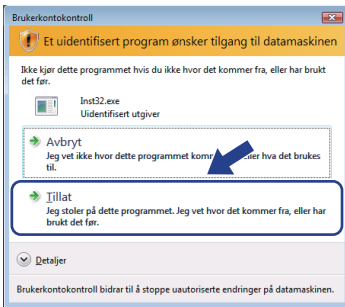 Brukerkontokontroll
Et uidentifisert program ønsker tilgang til datamaskinen
Ikke kjør dette programmet hvis du ikke hvor det kommer fra, eller har brukt
det før.
Inst32.exe
Uidentifisert utgiver
Avbryt
Jeg vet ikke hvor dette programmet kom eller hva det brukes
til.
Tillat
Jeg stoler på dette programmet. Jeg vet hvor det kommer fra, eller har
brukt det før.
Detaljer
Brukerkontokontroll bidrar til å stoppe uautoriserte endringer på datamaskinen.